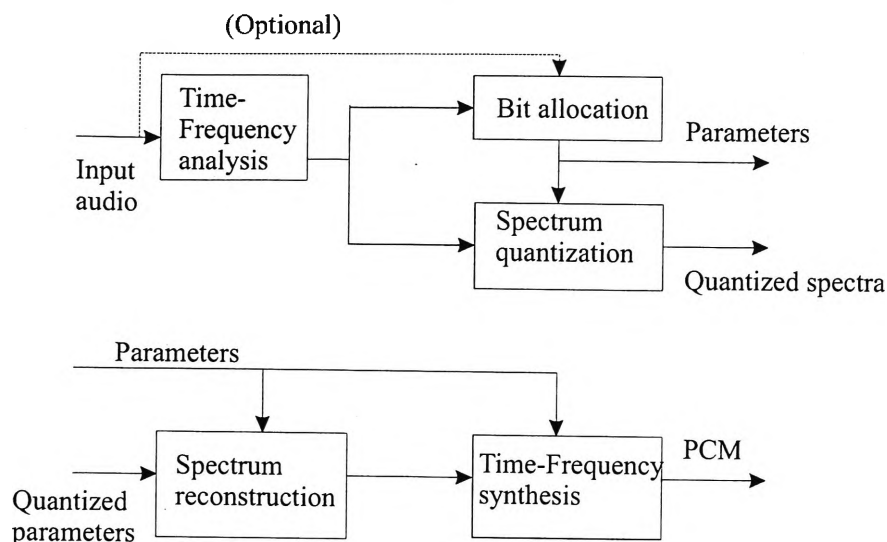 (Optional)
Time-
Frequency
analysis
Bit allocation
Parameters
Input
audio
Spectrum
quantization
Quantized spectra
Parameters
Spectrum
reconstruction
Time-Frequency
synthesis
PCM
Quantized
parameters